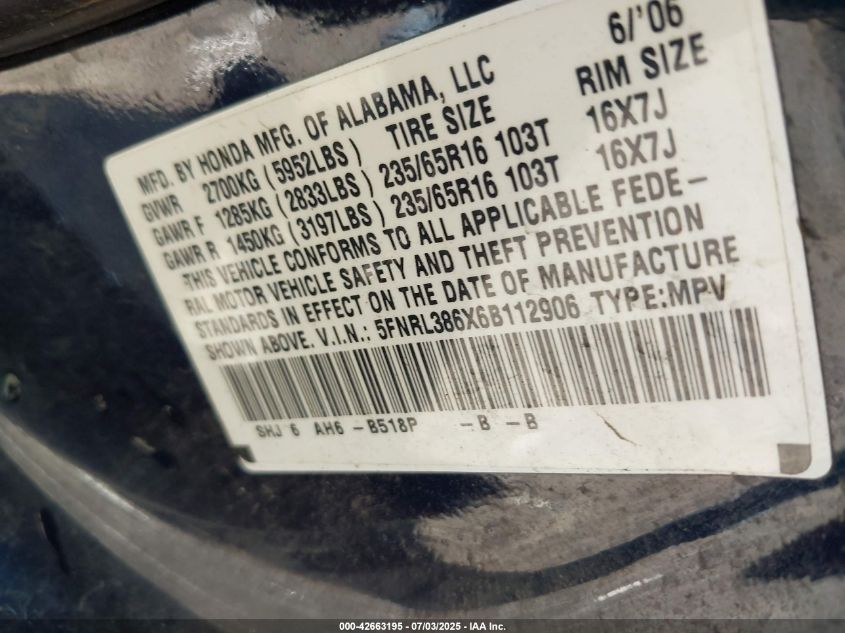 MFD. BY HONDA MFG. OF ALABAMA, LLC 6/'06
GVWR 2700KG (5952LBS) TIRE SIZE RIM SIZE
GAWR F 1285KG (2833LBS) 235/65R16 103T 16X7J
GAWR R 1450KG (3197LBS) 235/65R16 103T 16X7J
THIS VEHICLE CONFORMS TO ALL APPLICABLE FEDE-
RAL MOTOR VEHICLE SAFETY AND THEFT PREVENTION
STANDARDS IN EFFECT ON THE DATE OF MANUFACTURE
SHOWN ABOVE. V.I.N.: 5FNRL386X6B112906 TYPE:MPV
SHJ 6 AH6 -B518P -B -B
000-42663195 - 07/03/2025 - IAA Inc.